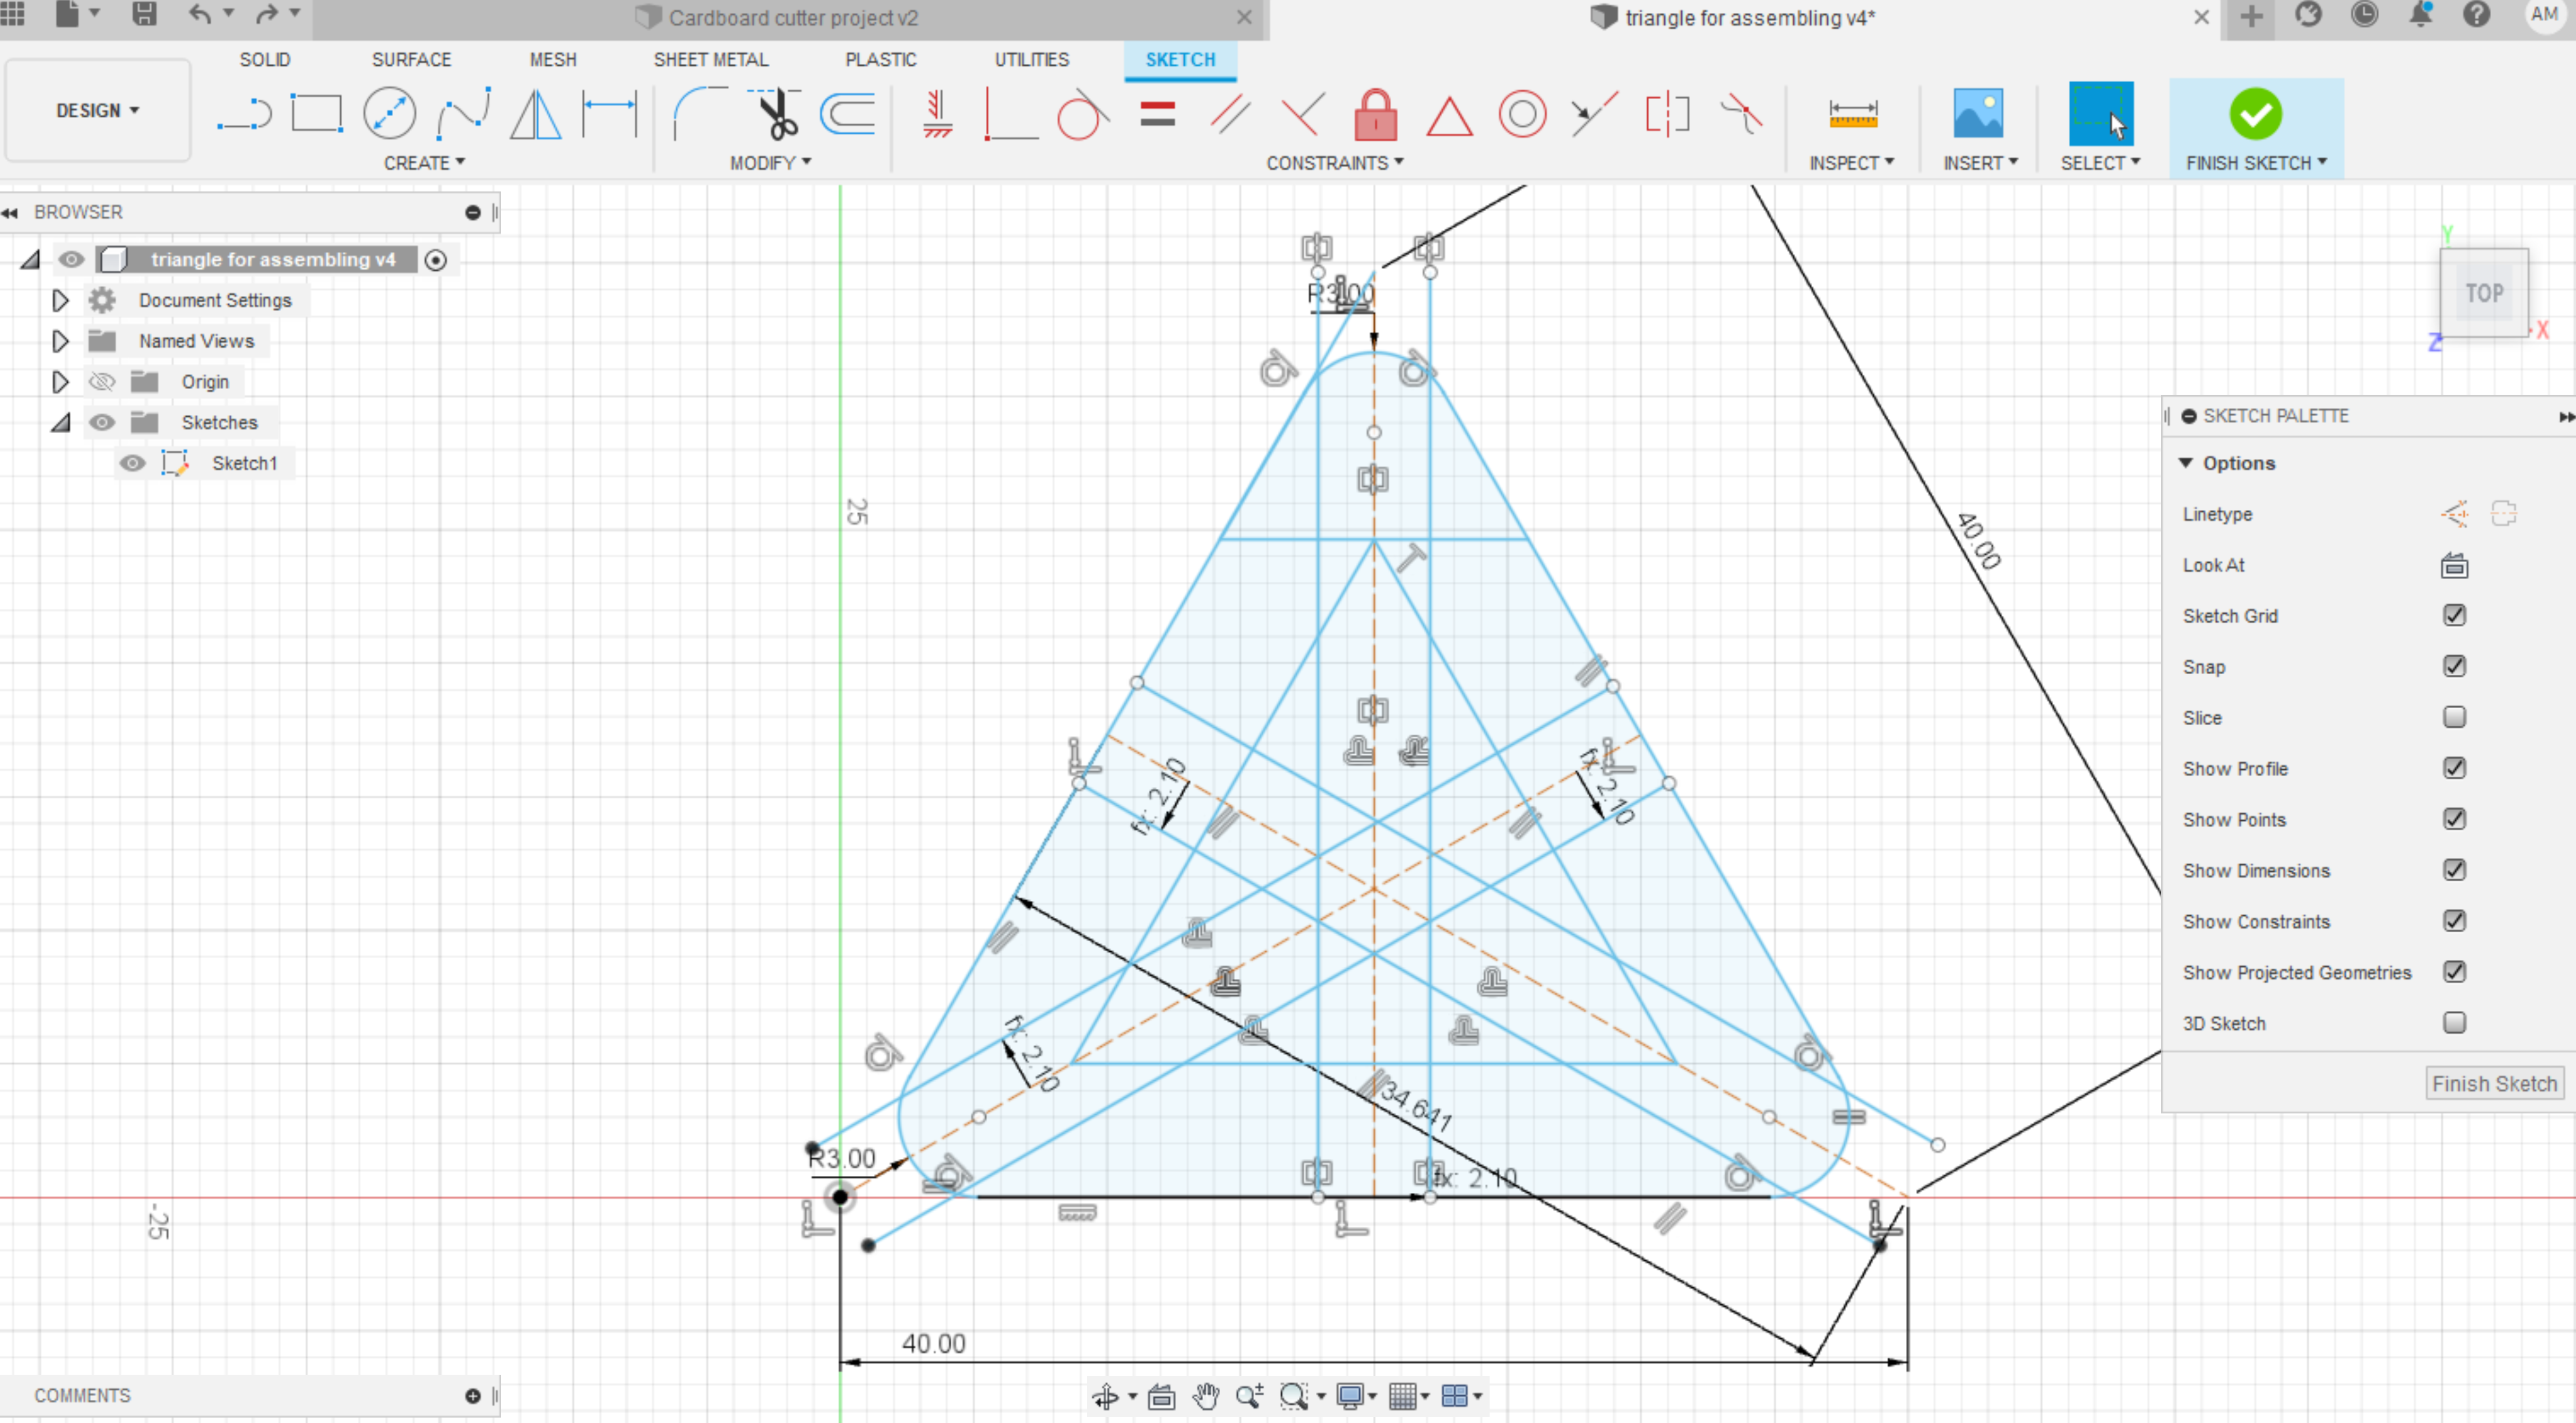 Cardboard cutter project v2
triangle for assembling v4*
AM
SOLID
SURFACE
MESH
SHEET METAL
PLASTIC
UTILITIES
SKETCH
DESIGN
CREATE
MODIFY
CONSTRAINTS
INSPECT
INSERT
SELECT
FINISH SKETCH
BROWSER
triangle for assembling v4
Document Settings
Named Views
Origin
Sketches
Sketch1
Y
TOP
X
Z
R3.00
25
40.00
SKETCH PALETTE
Options
Linetype
Look At
Sketch Grid
Snap
Slice
Show Profile
Show Points
Show Dimensions
Show Constraints
Show Projected Geometries
3D Sketch
Finish Sketch
fx: 2.10
fx: 2.10
fx: 2.10
34.641
R3.00
fx: 2.10
-25
40.00
COMMENTS